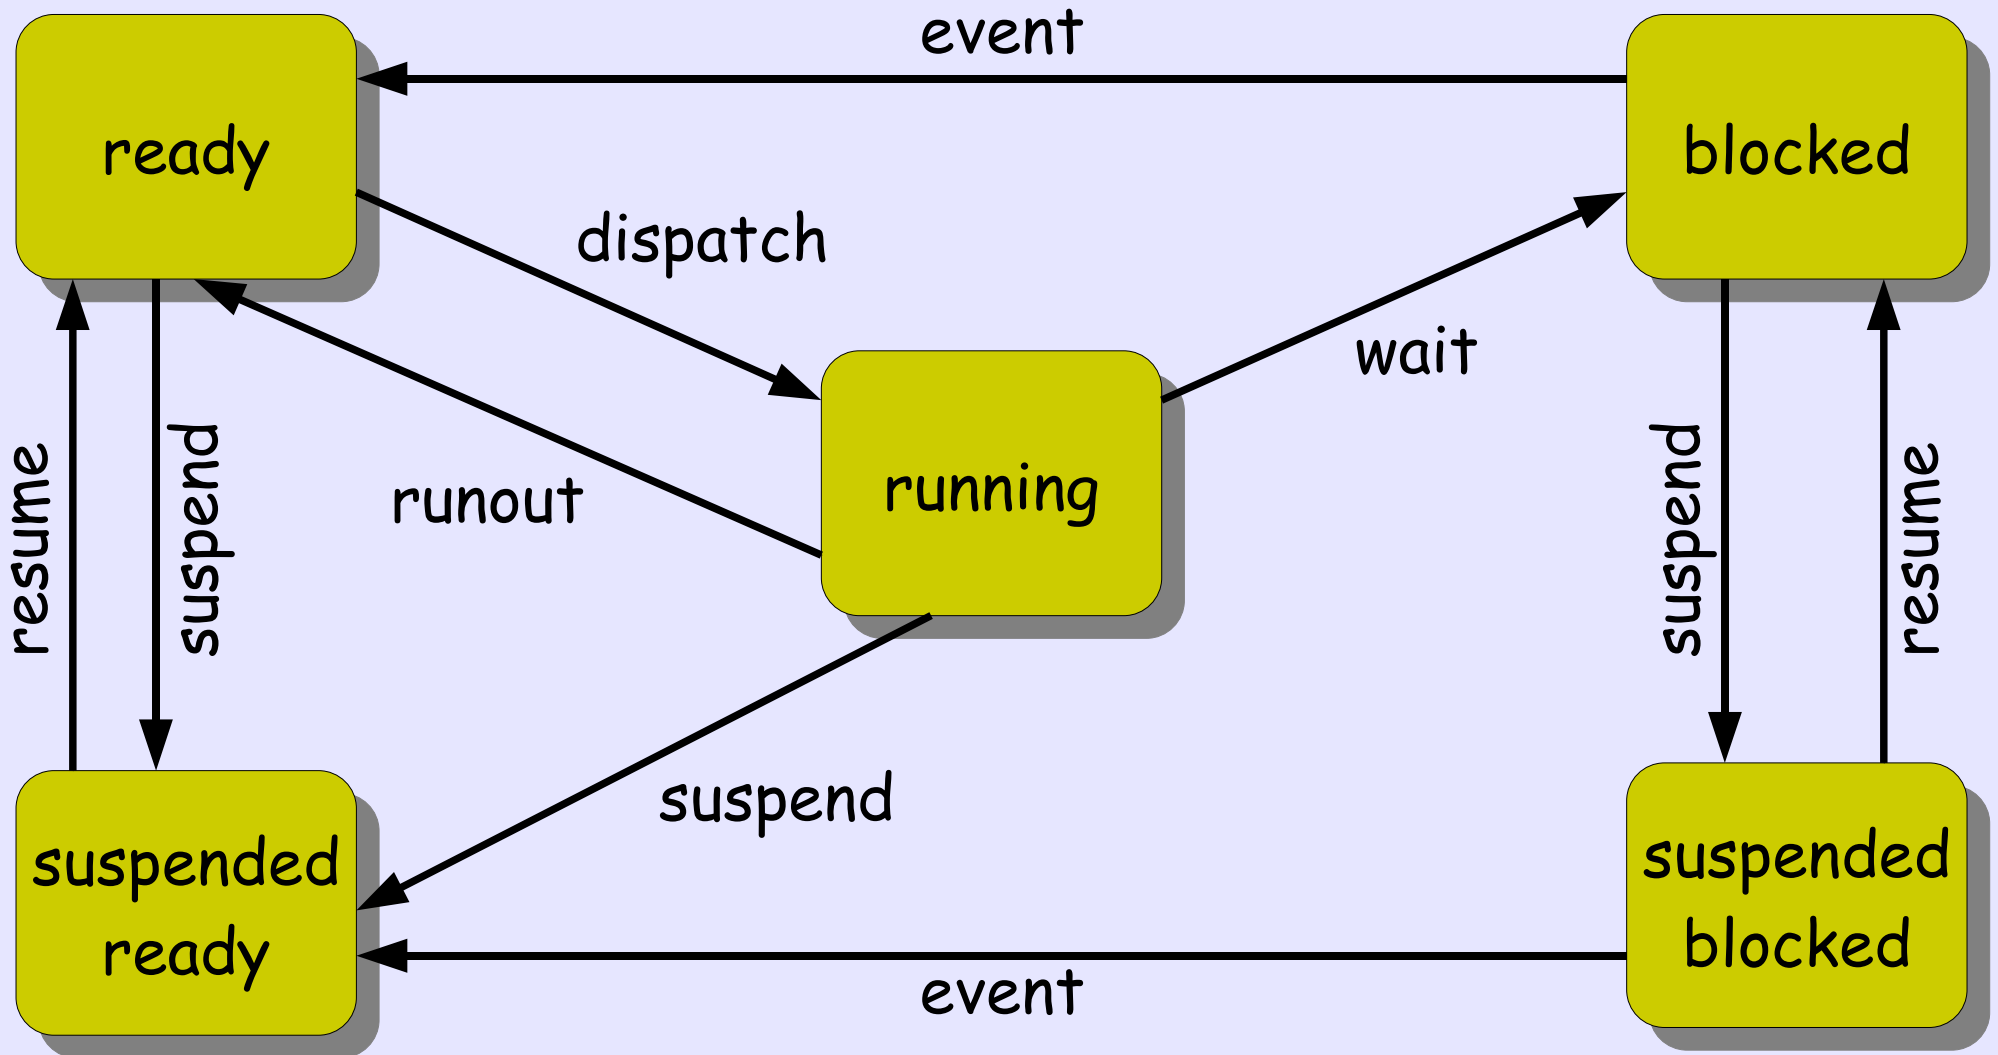 event
ready
blocked
dispatch
wait
running
runout
resume
suspend
suspend
resume
suspend
suspended
ready
suspended
blocked
event